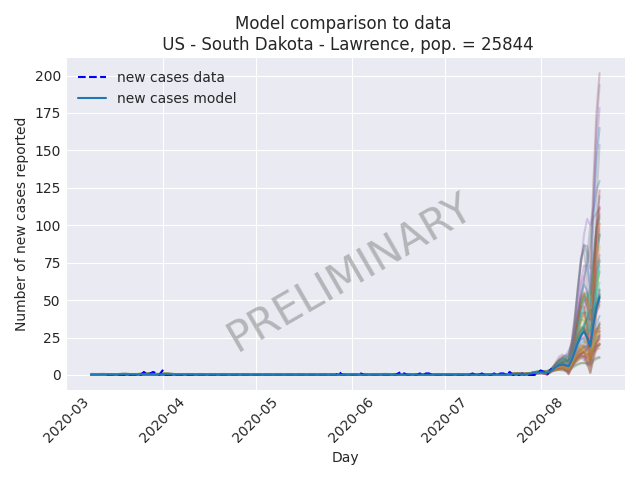 Model comparison to data
US - South Dakota - Lawrence, pop. = 25844
new cases data
new cases model
Number of new cases reported
200
175
150
125
100
75
50
25
0
PRELIMINARY
2020-03
2020-04
2020-05
2020-06
2020-07
2020-08
Day